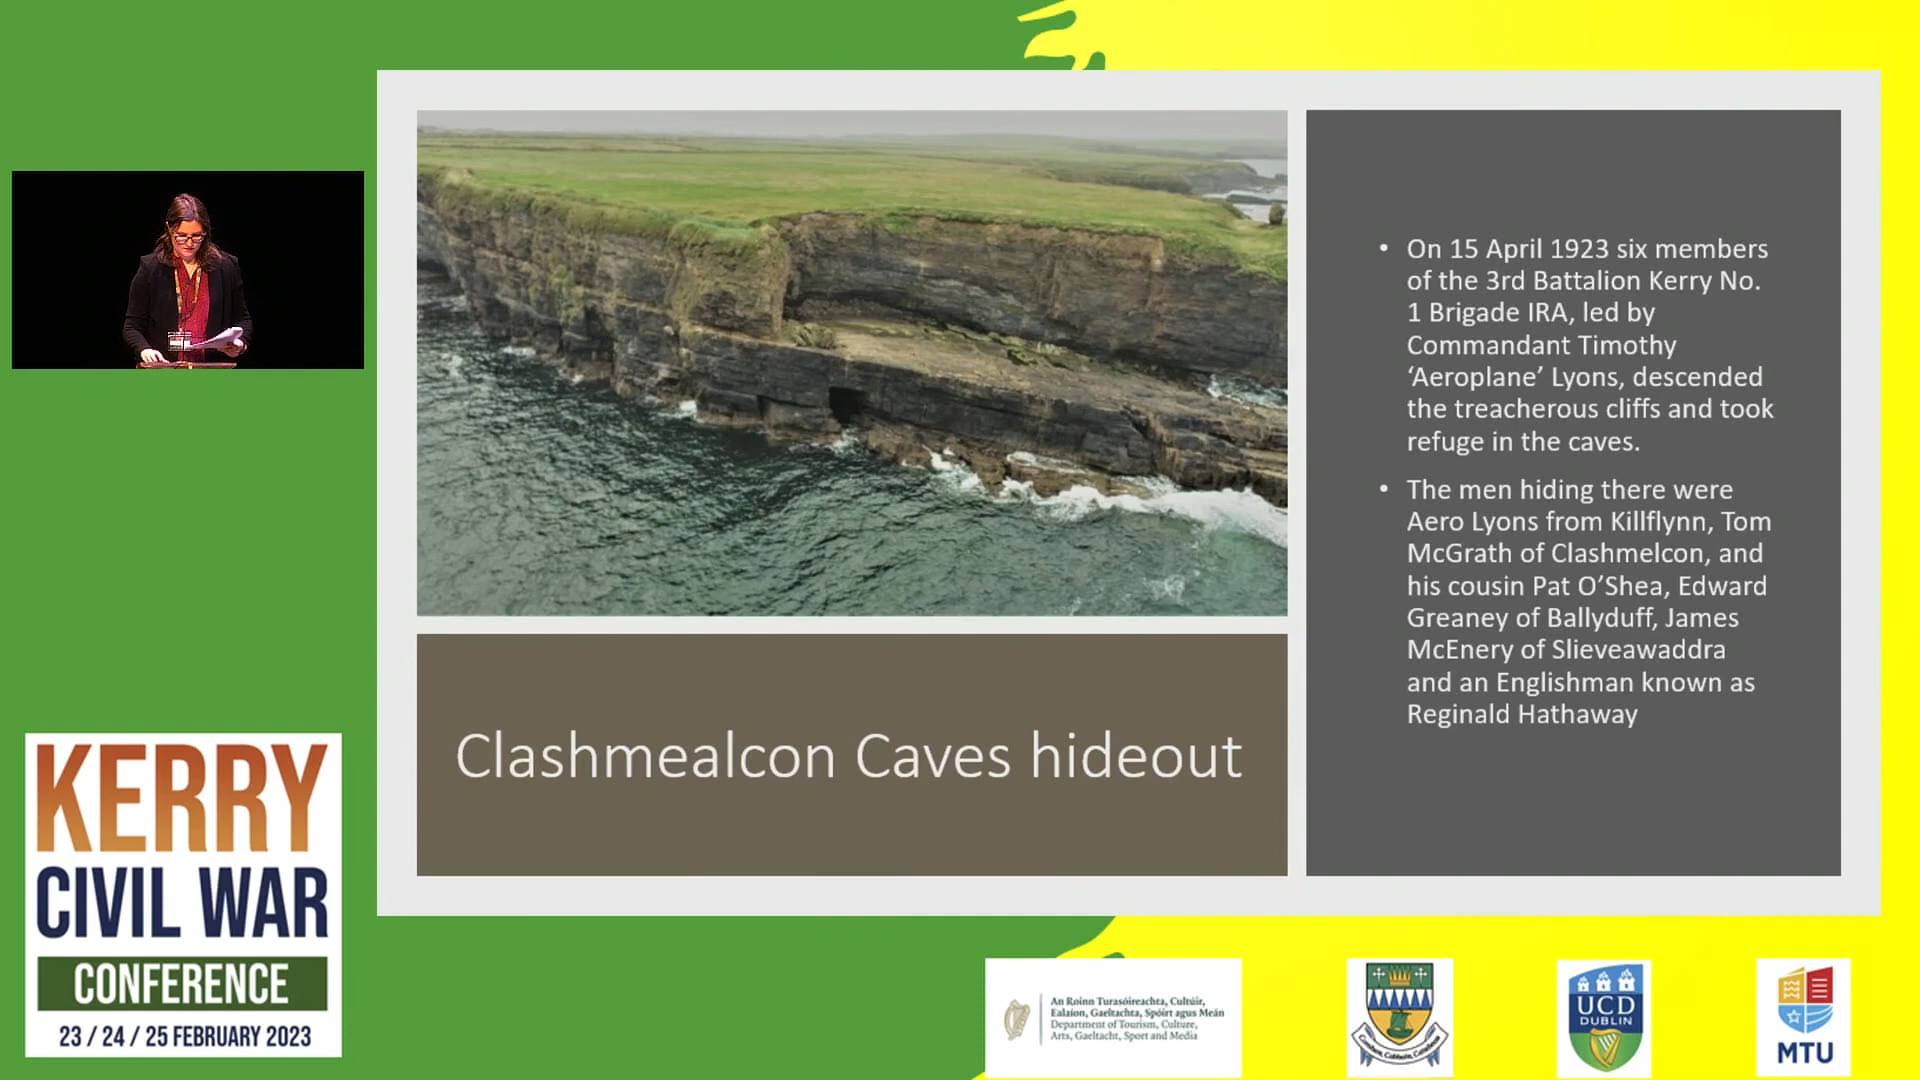 On 15 April 1923 six members
of the 3rd Battalion Kerry No.
1 Brigade IRA, led by
Commandant Timothy
‘Aeroplane’ Lyons, descended
the treacherous cliffs and took
refuge in the caves.
The men hiding there were
Aero Lyons from Killflynn, Tom
McGrath of Clashmelcon, and
his cousin Pat O’Shea, Edward
Greaney of Ballyduff, James
McEnery of Slieveawaddra
and an Englishman known as
Reginald Hathaway
Clashmealcon Caves hideout
KERRY
CIVIL WAR
CONFERENCE
23 / 24 / 25 FEBRUARY 2023
An Roinn Turasóireachta, Cultúir,
Ealaíon, Gaeltachta, Spóirt agus Meán
Department of Tourism, Culture,
Arts, Gaeltacht, Sport and Media
UCD
DUBLIN
MTU